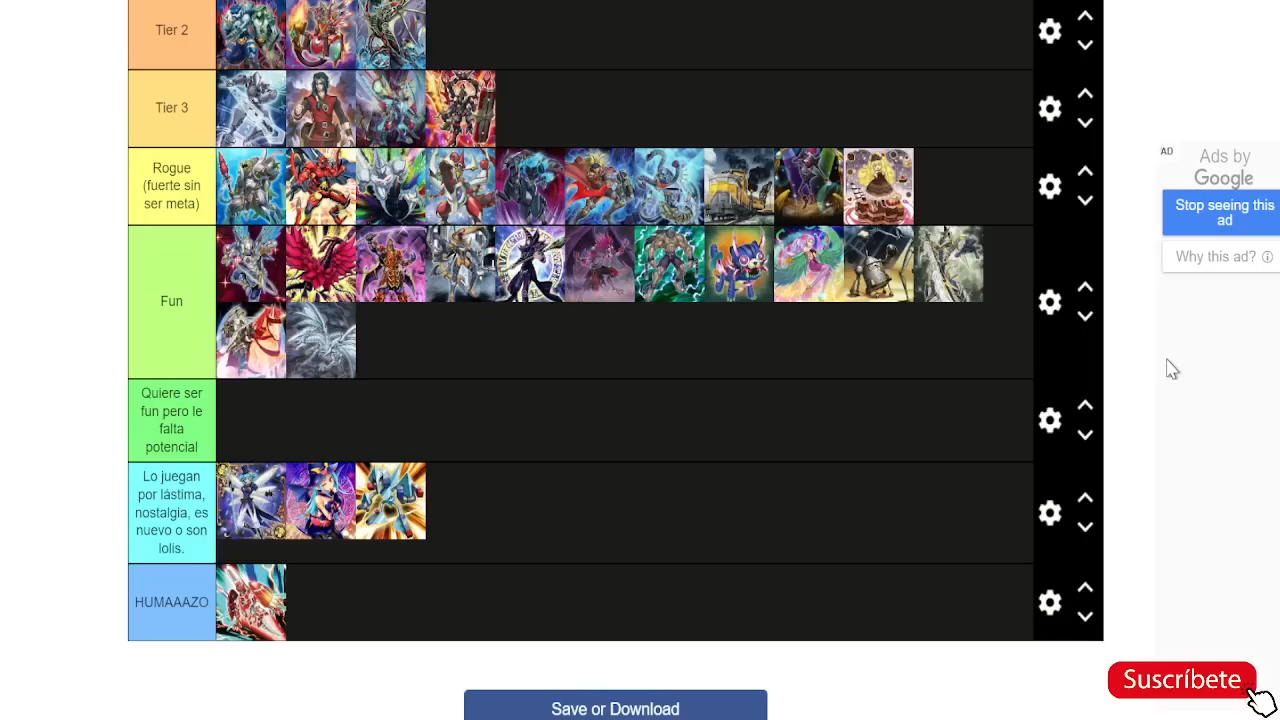 Tier 2
Tier 3
Rogue
(fuerte sin
ser meta)
Fun
Quiere ser
fun pero le
falta
potencial
Lo juegan
por lástima,
nostalgia, es
nuevo o son
lolis.
HUMAAAZO
Save or Download
AD
Ads by
Google
Stop seeing this
ad
Why this ad?
Suscríbete